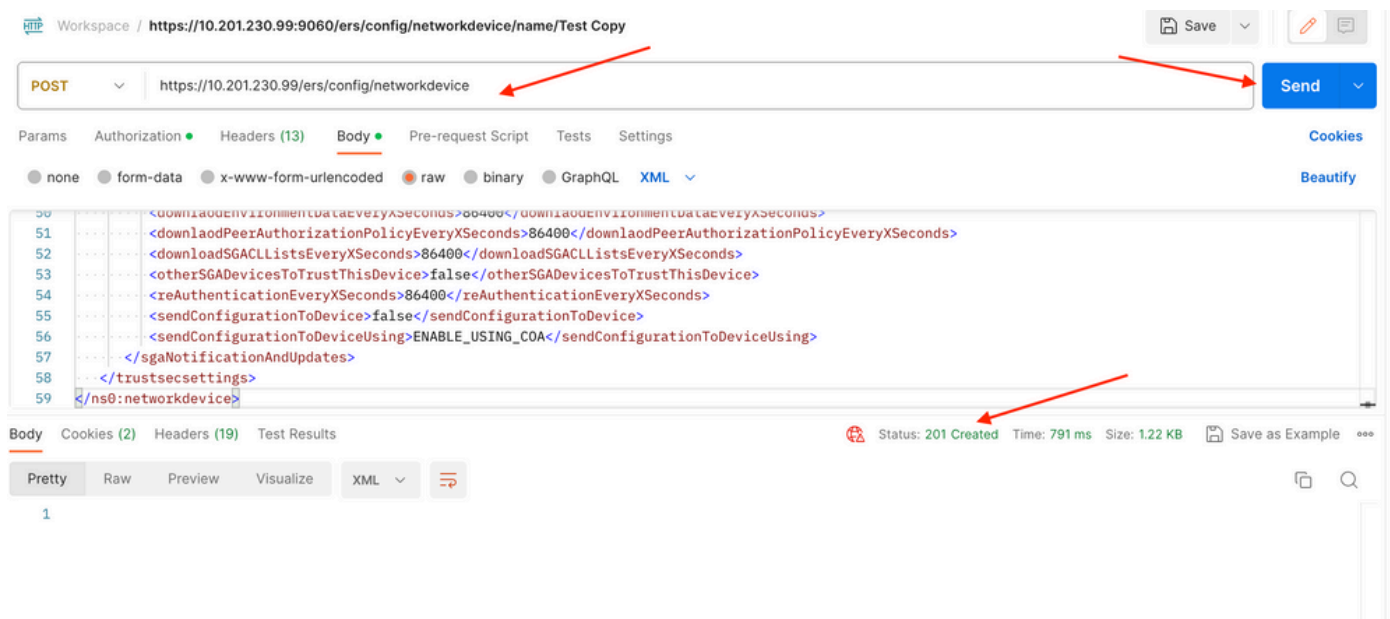 HTTP Workspace / https://10.201.230.99:9060/ers/config/networkdevice/name/Test Copy Save
POST https://10.201.230.99/ers/config/networkdevice Send
Params Authorization Headers (13) Body Pre-request Script Tests Settings Cookies
none form-data x-www-form-urlencoded raw binary GraphQL XML Beautify
50 <downlaodEnvironmentDataEveryXSeconds>86400</downlaodEnvironmentDataEveryXSeconds>
51 <downlaodPeerAuthorizationPolicyEveryXSeconds>86400</downlaodPeerAuthorizationPolicyEveryXSeconds>
52 <downloadSGACLListsEveryXSeconds>86400</downloadSGACLListsEveryXSeconds>
53 <otherSGADevicesToTrustThisDevice>false</otherSGADevicesToTrustThisDevice>
54 <reAuthenticationEveryXSeconds>86400</reAuthenticationEveryXSeconds>
55 <sendConfigurationToDevice>false</sendConfigurationToDevice>
56 <sendConfigurationToDeviceUsing>ENABLE_USING_COA</sendConfigurationToDeviceUsing>
57 </sgaNotificationAndUpdates>
58 </trustsecsettings>
59 </ns0:networkdevice>
Body Cookies (2) Headers (19) Test Results Status: 201 Created Time: 791 ms Size: 1.22 KB Save as Example
Pretty Raw Preview Visualize XML
1